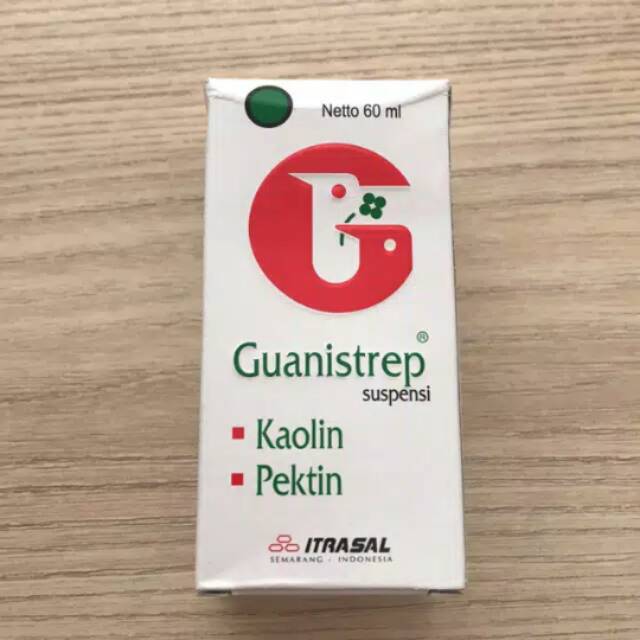 Netto 60 ml
Guanistrep®
suspensi
Kaolin
Pektin
ITRASAL
SEMARANG - INDONESIA